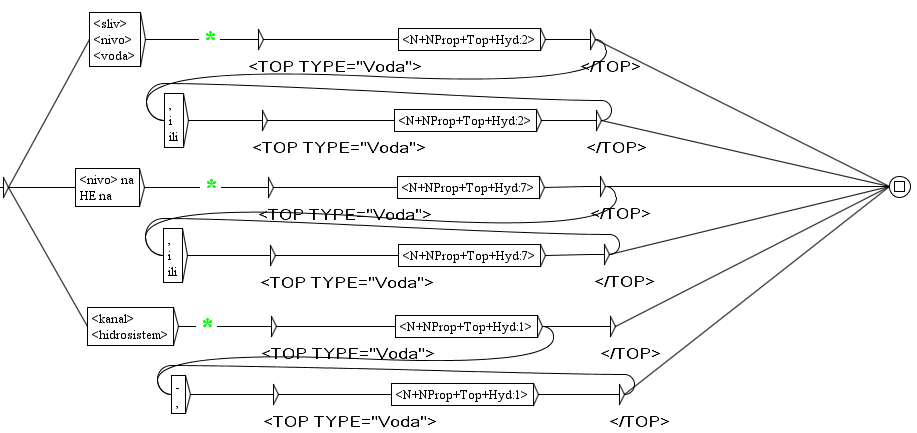 <sliv>
<nivo>
<voda>
*
<N+NProp+Top+Hyd:2>
<TOP TYPE="Voda">
</TOP>
,
i
ili
<N+NProp+Top+Hyd:2>
<TOP TYPE="Voda">
</TOP>
<nivo> na
HE na
*
<N+NProp+Top+Hyd:7>
<TOP TYPE="Voda">
</TOP>
,
i
ili
<N+NProp+Top+Hyd:7>
<TOP TYPE="Voda">
</TOP>
<kanal>
<hidrosistem>
*
<N+NProp+Top+Hyd:1>
<TOP TYPE="Voda">
</TOP>
-
,
<N+NProp+Top+Hyd:1>
<TOP TYPE="Voda">
</TOP>